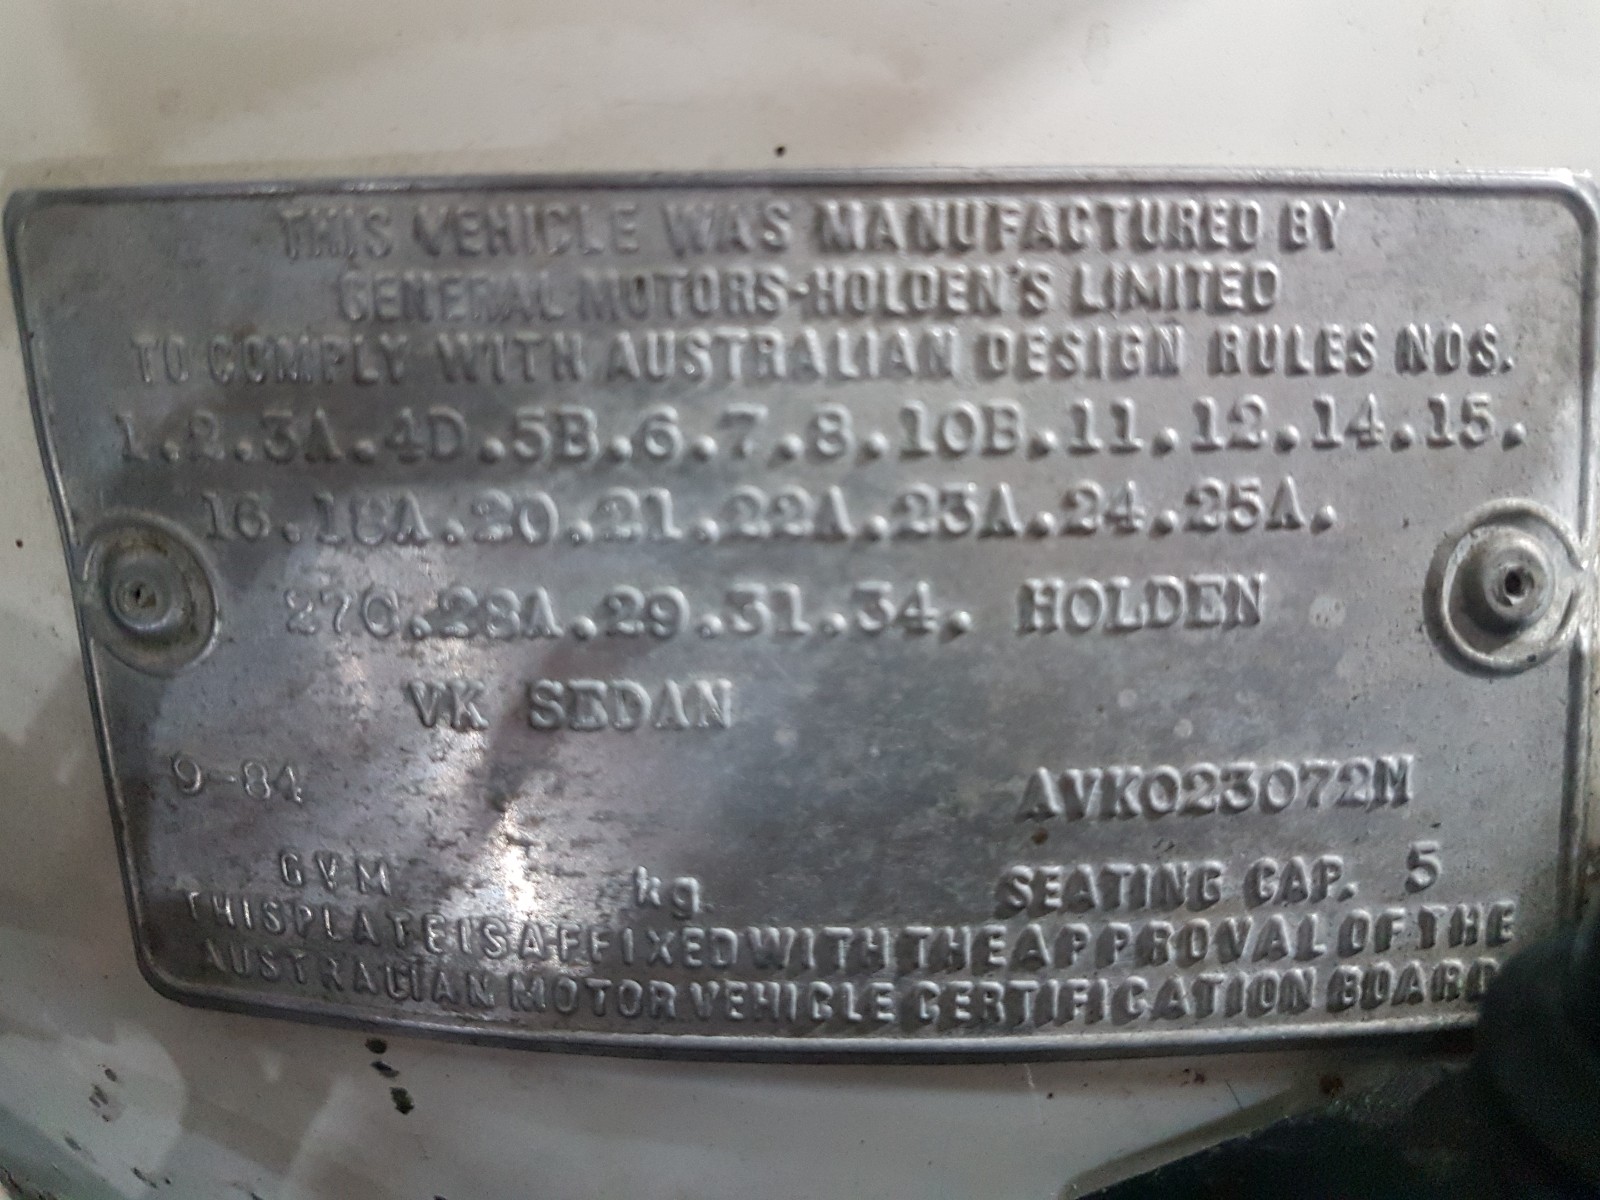 THIS VEHICLE WAS MANUFACTURED BY
GENERAL MOTORS-HOLDEN'S LIMITED
TO COMPLY WITH AUSTRALIAN DESIGN RULES NOS.
1.2.3A.4D.5B.6.7.8.10B.11.12.14.15.
16.18A.20.21.22A.23A.24.25A.
27C.28A.29.31.34. HOLDEN
VK SEDAN
9-84 AVK023072M
GVM kg. SEATING CAP. 5
THIS PLATE IS AFFIXED WITH THE APPROVAL OF THE
AUSTRALIAN MOTOR VEHICLE CERTIFICATION BOARD